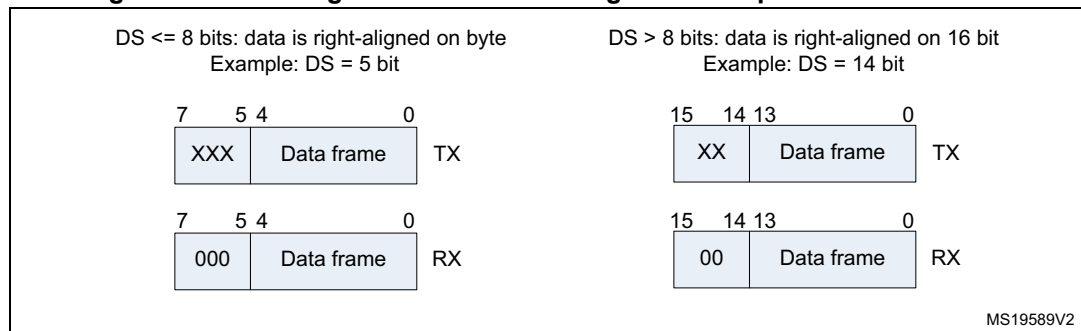 DS <= 8 bits: data is right-aligned on byte
Example: DS = 5 bit
7 5 4 0
XXX Data frame TX
7 5 4 0
000 Data frame RX
DS > 8 bits: data is right-aligned on 16 bit
Example: DS = 14 bit
15 14 13 0
XX Data frame TX
15 14 13 0
00 Data frame RX
MS19589V2